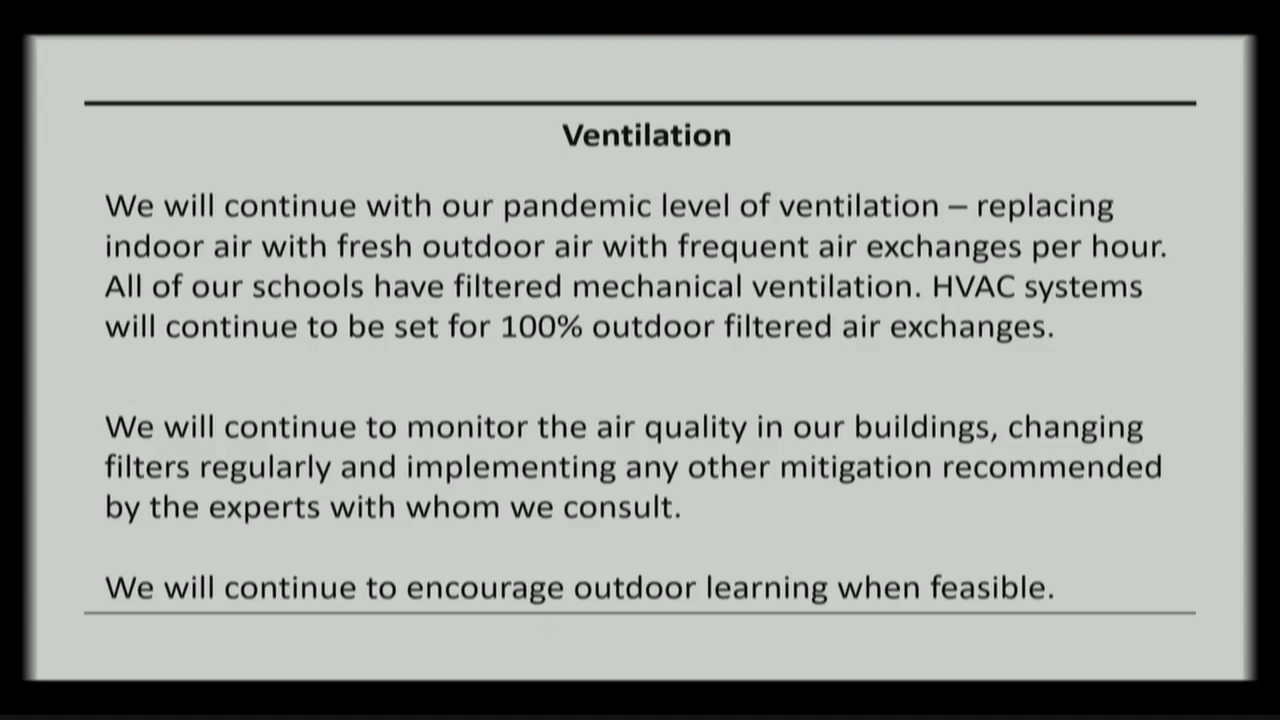 Ventilation
We will continue with our pandemic level of ventilation – replacing
indoor air with fresh outdoor air with frequent air exchanges per hour.
All of our schools have filtered mechanical ventilation. HVAC systems
will continue to be set for 100% outdoor filtered air exchanges.
We will continue to monitor the air quality in our buildings, changing
filters regularly and implementing any other mitigation recommended
by the experts with whom we consult.
We will continue to encourage outdoor learning when feasible.